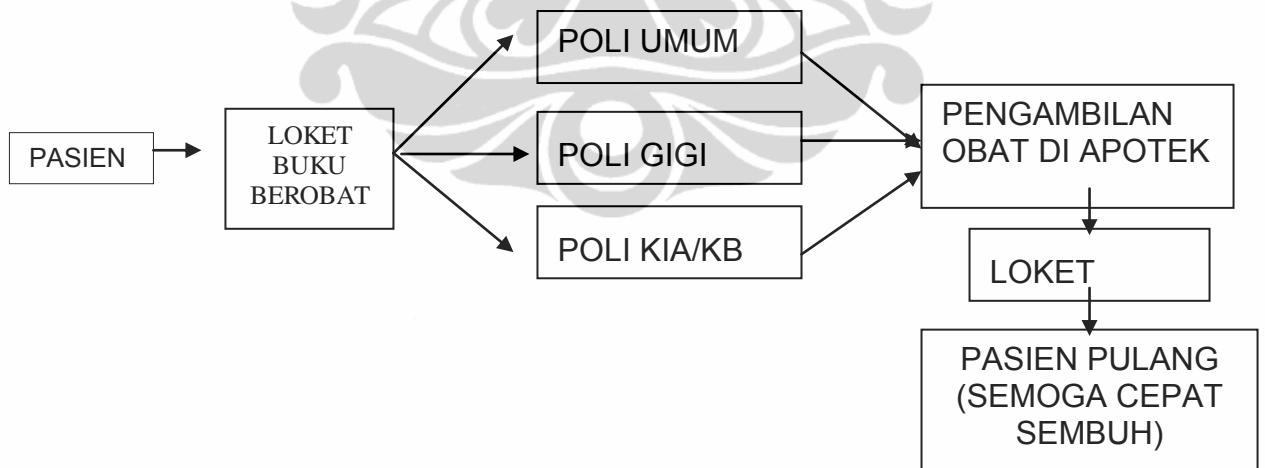 PASIEN
LOKET
BUKU
BEROBAT
POLI UMUM
POLI GIGI
POLI KIA/KB
PENGAMBILAN
OBAT DI APOTEK
LOKET
PASIEN PULANG
(SEMOGA CEPAT
SEMBUH)